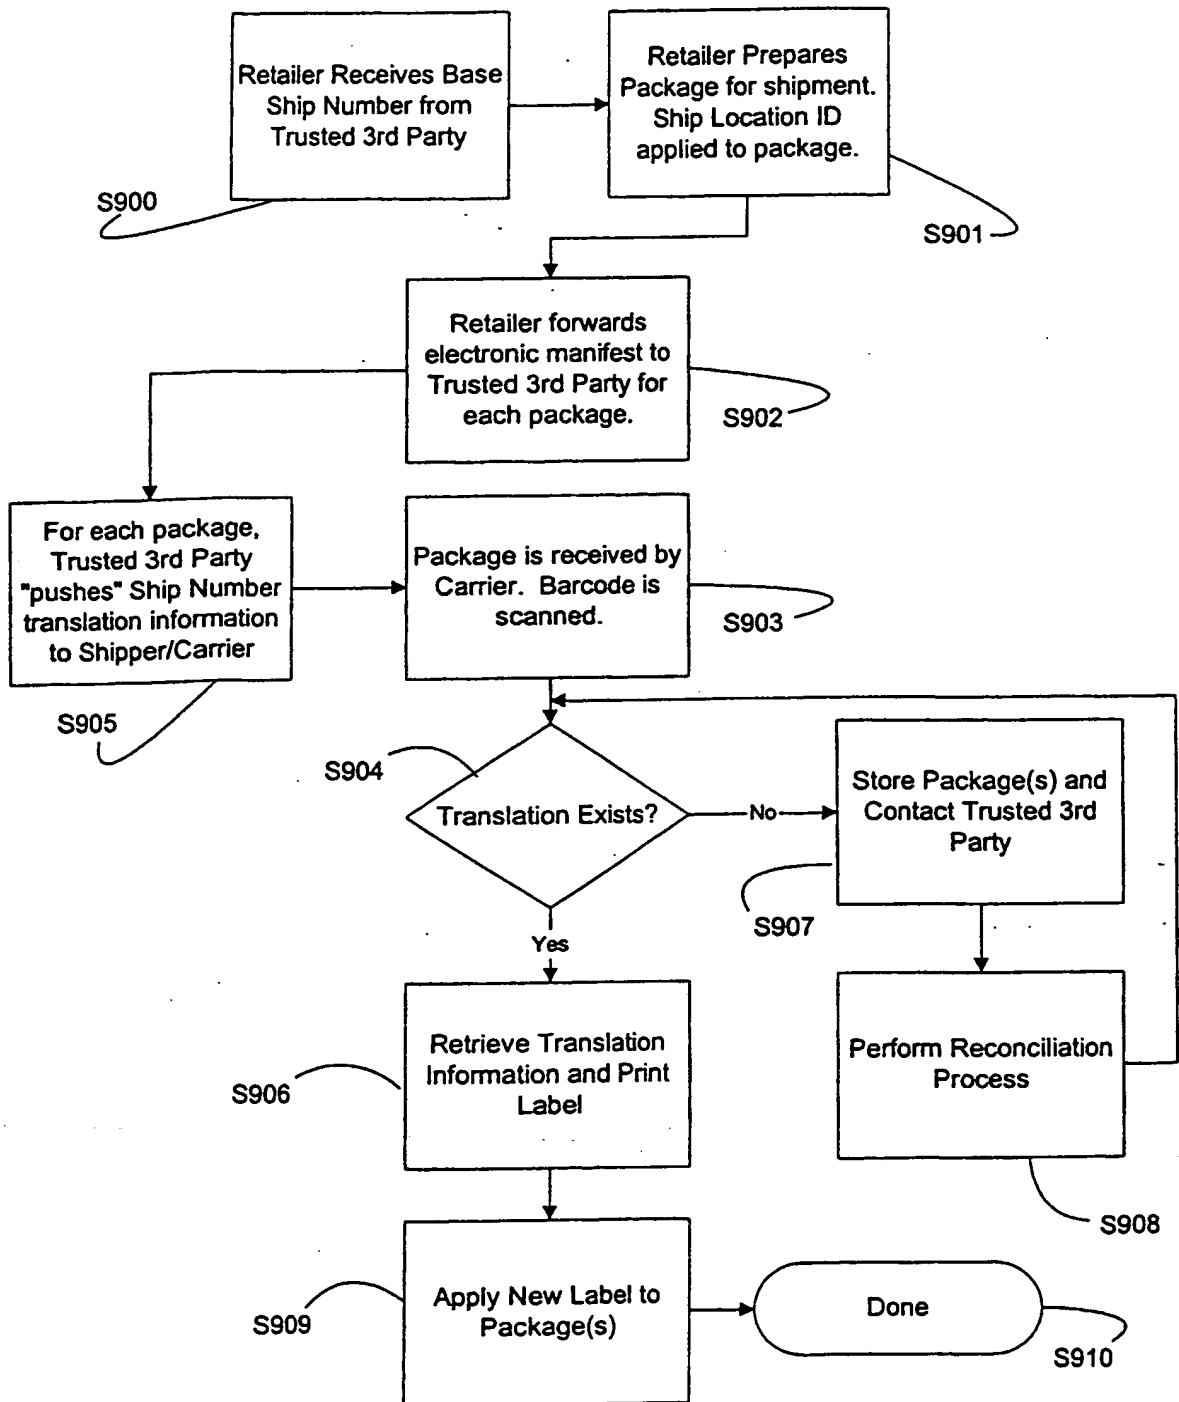 Retailer Receives Base
Ship Number from
Trusted 3rd Party
S900
Retailer Prepares
Package for shipment.
Ship Location ID
applied to package.
S901
Retailer forwards
electronic manifest to
Trusted 3rd Party for
each package.
S902
For each package,
Trusted 3rd Party
"pushes" Ship Number
translation information
to Shipper/Carrier
S905
Package is received by
Carrier. Barcode is
scanned.
S903
S904
Translation Exists?
No
Store Package(s) and
Contact Trusted 3rd
Party
S907
Yes
Retrieve Translation
Information and Print
Label
S906
Perform Reconciliation
Process
S908
Apply New Label to
Package(s)
S909
Done
S910